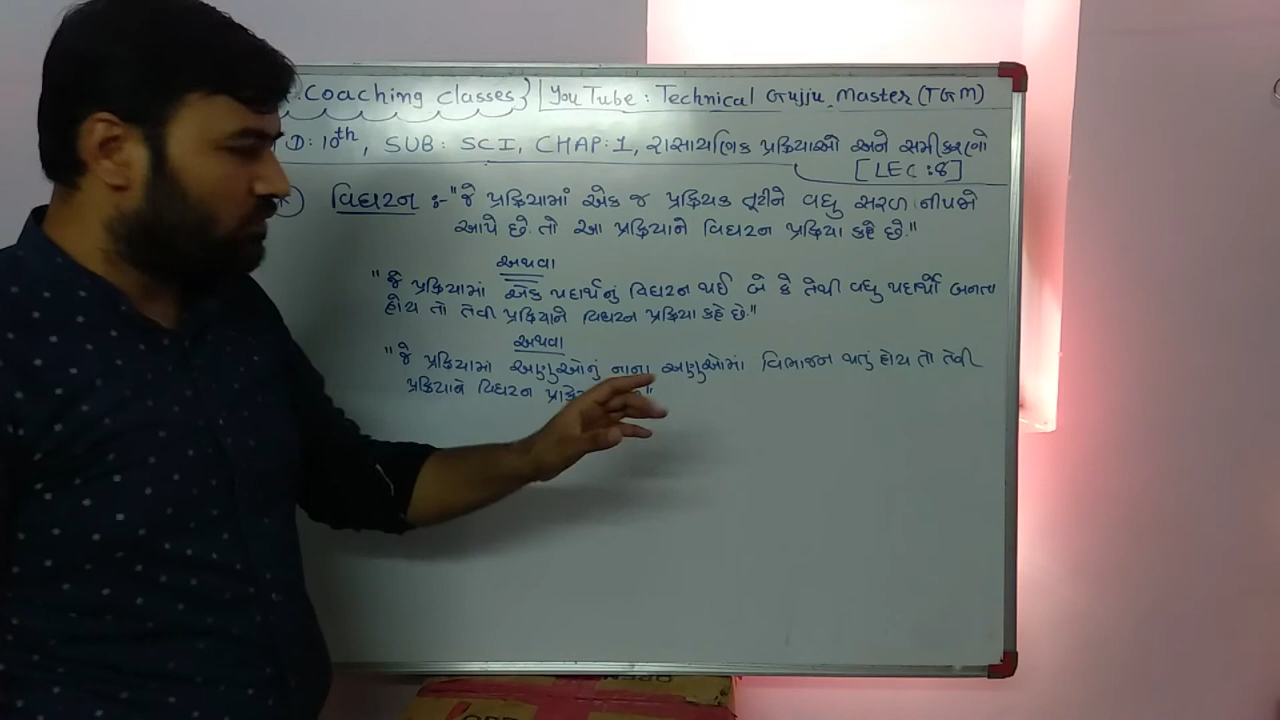 Coaching classes} | YouTube : Technical Gujju Master (TGM)
D: 10th, SUB: SCI, CHAP: 1, રાસાયણિક પ્રક્રિયાઓ અને સમીકરણો
[LEC:8]
* વિઘટન :- "જે પ્રક્રિયામાં એક જ પ્રક્રિયક તૂટીને વધુ સરળ નીપજો
આપે છે. તો આ પ્રક્રિયાને વિઘટન પ્રક્રિયા કહે છે."
અથવા
"જે પ્રક્રિયામાં એક પદાર્થનું વિઘટન થઈ બે કે તેથી વધુ પદાર્થો બનતા
હોય તો તેવી પ્રક્રિયાને વિઘટન પ્રક્રિયા કહે છે."
અથવા
"જે પ્રક્રિયામાં અણુઓનું નાના અણુઓમાં વિભાજન થતું હોય તો તેવી
પ્રક્રિયાને વિઘટન
OPEN